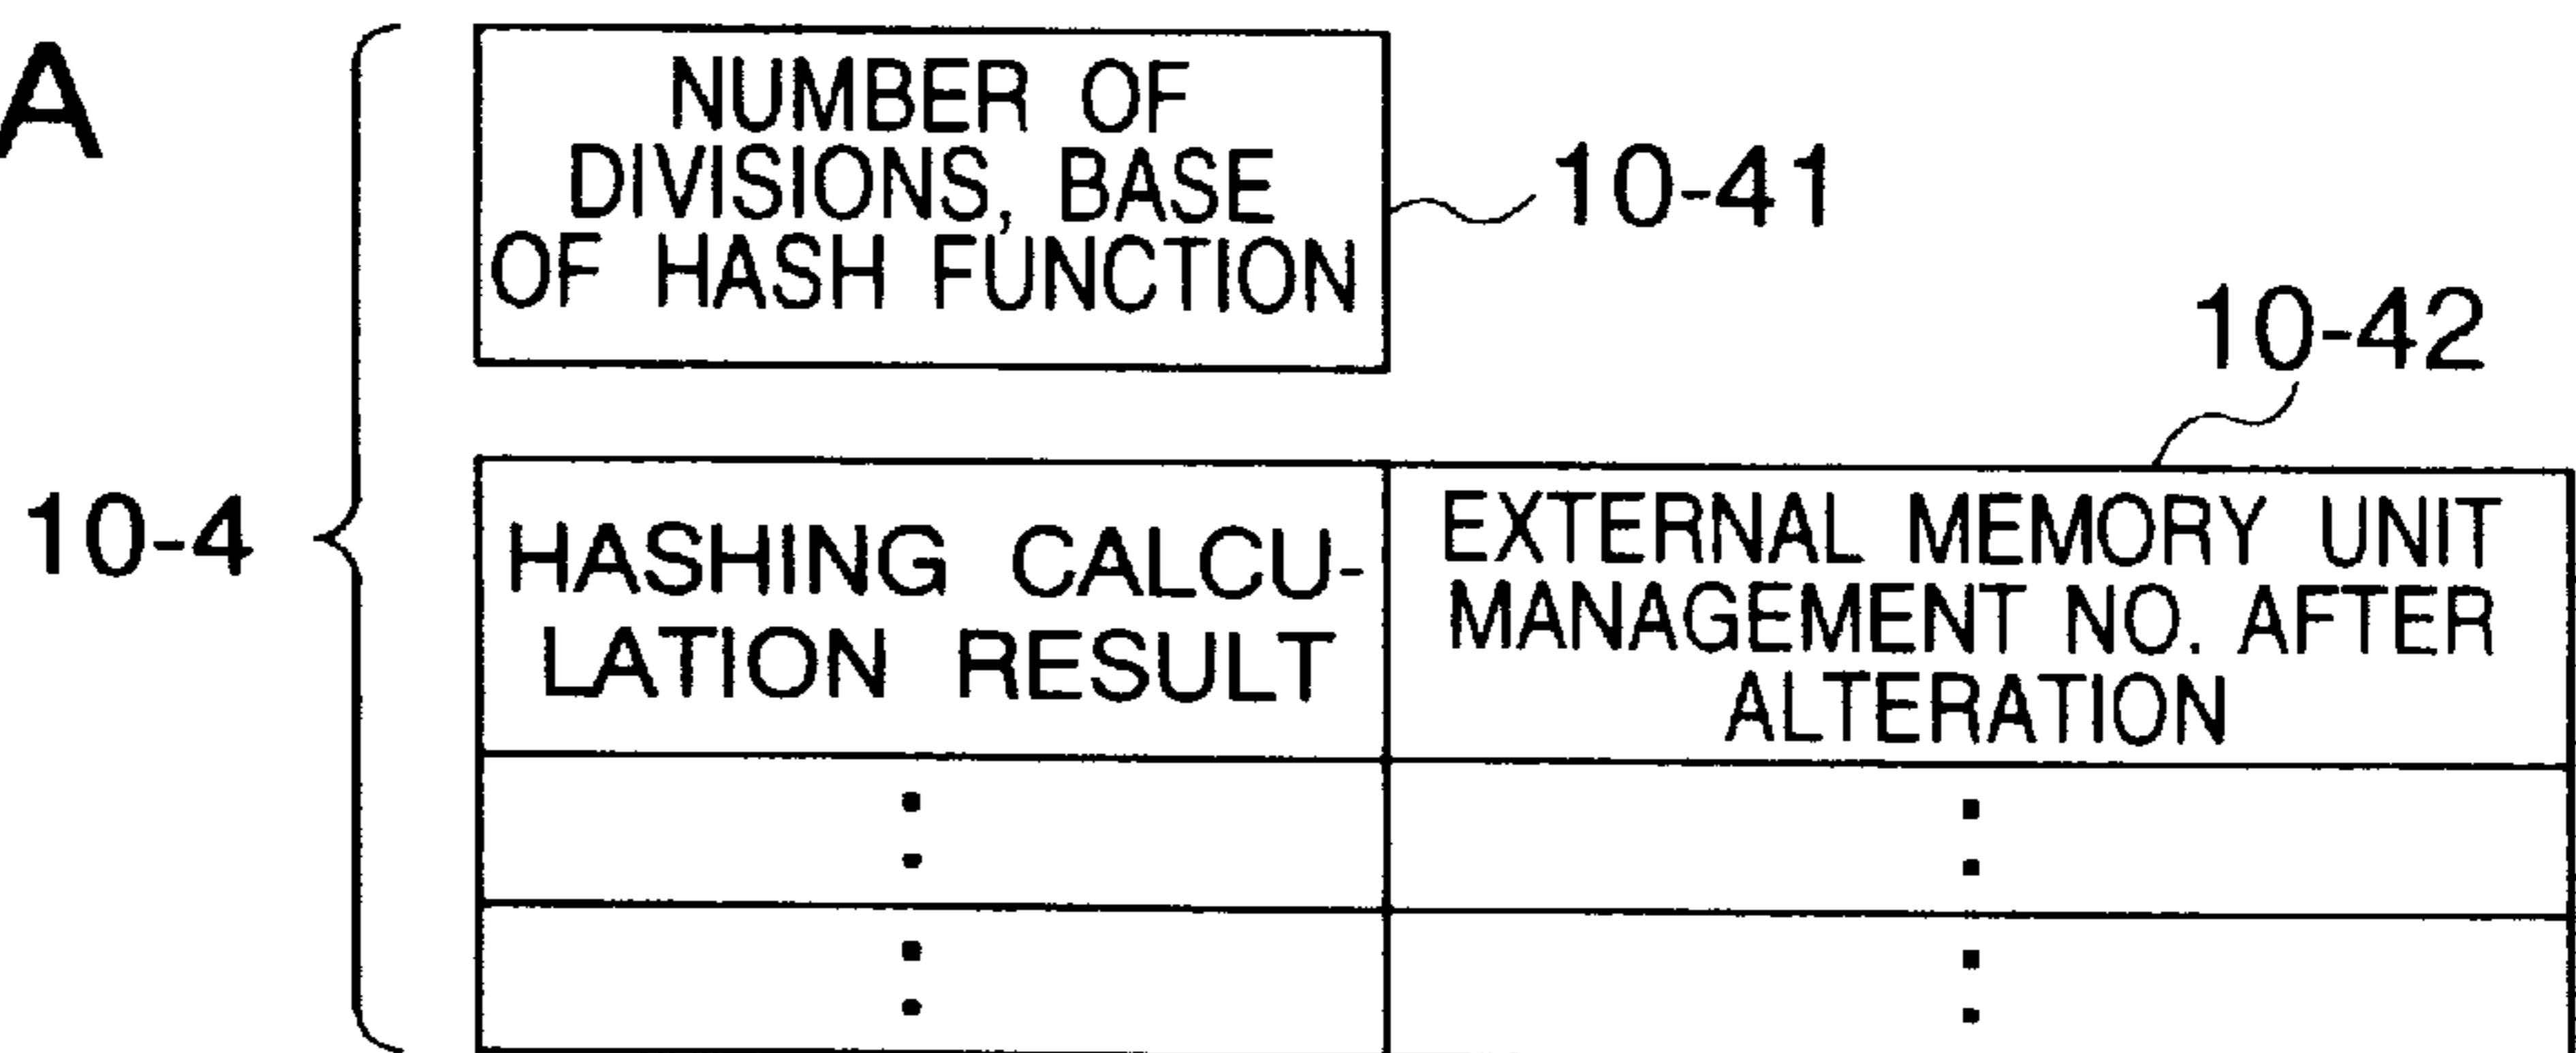 A
NUMBER OF
DIVISIONS, BASE
OF HASH FUNCTION
10-41
10-42
10-4
HASHING CALCU-
LATION RESULT
EXTERNAL MEMORY UNIT
MANAGEMENT NO. AFTER
ALTERATION